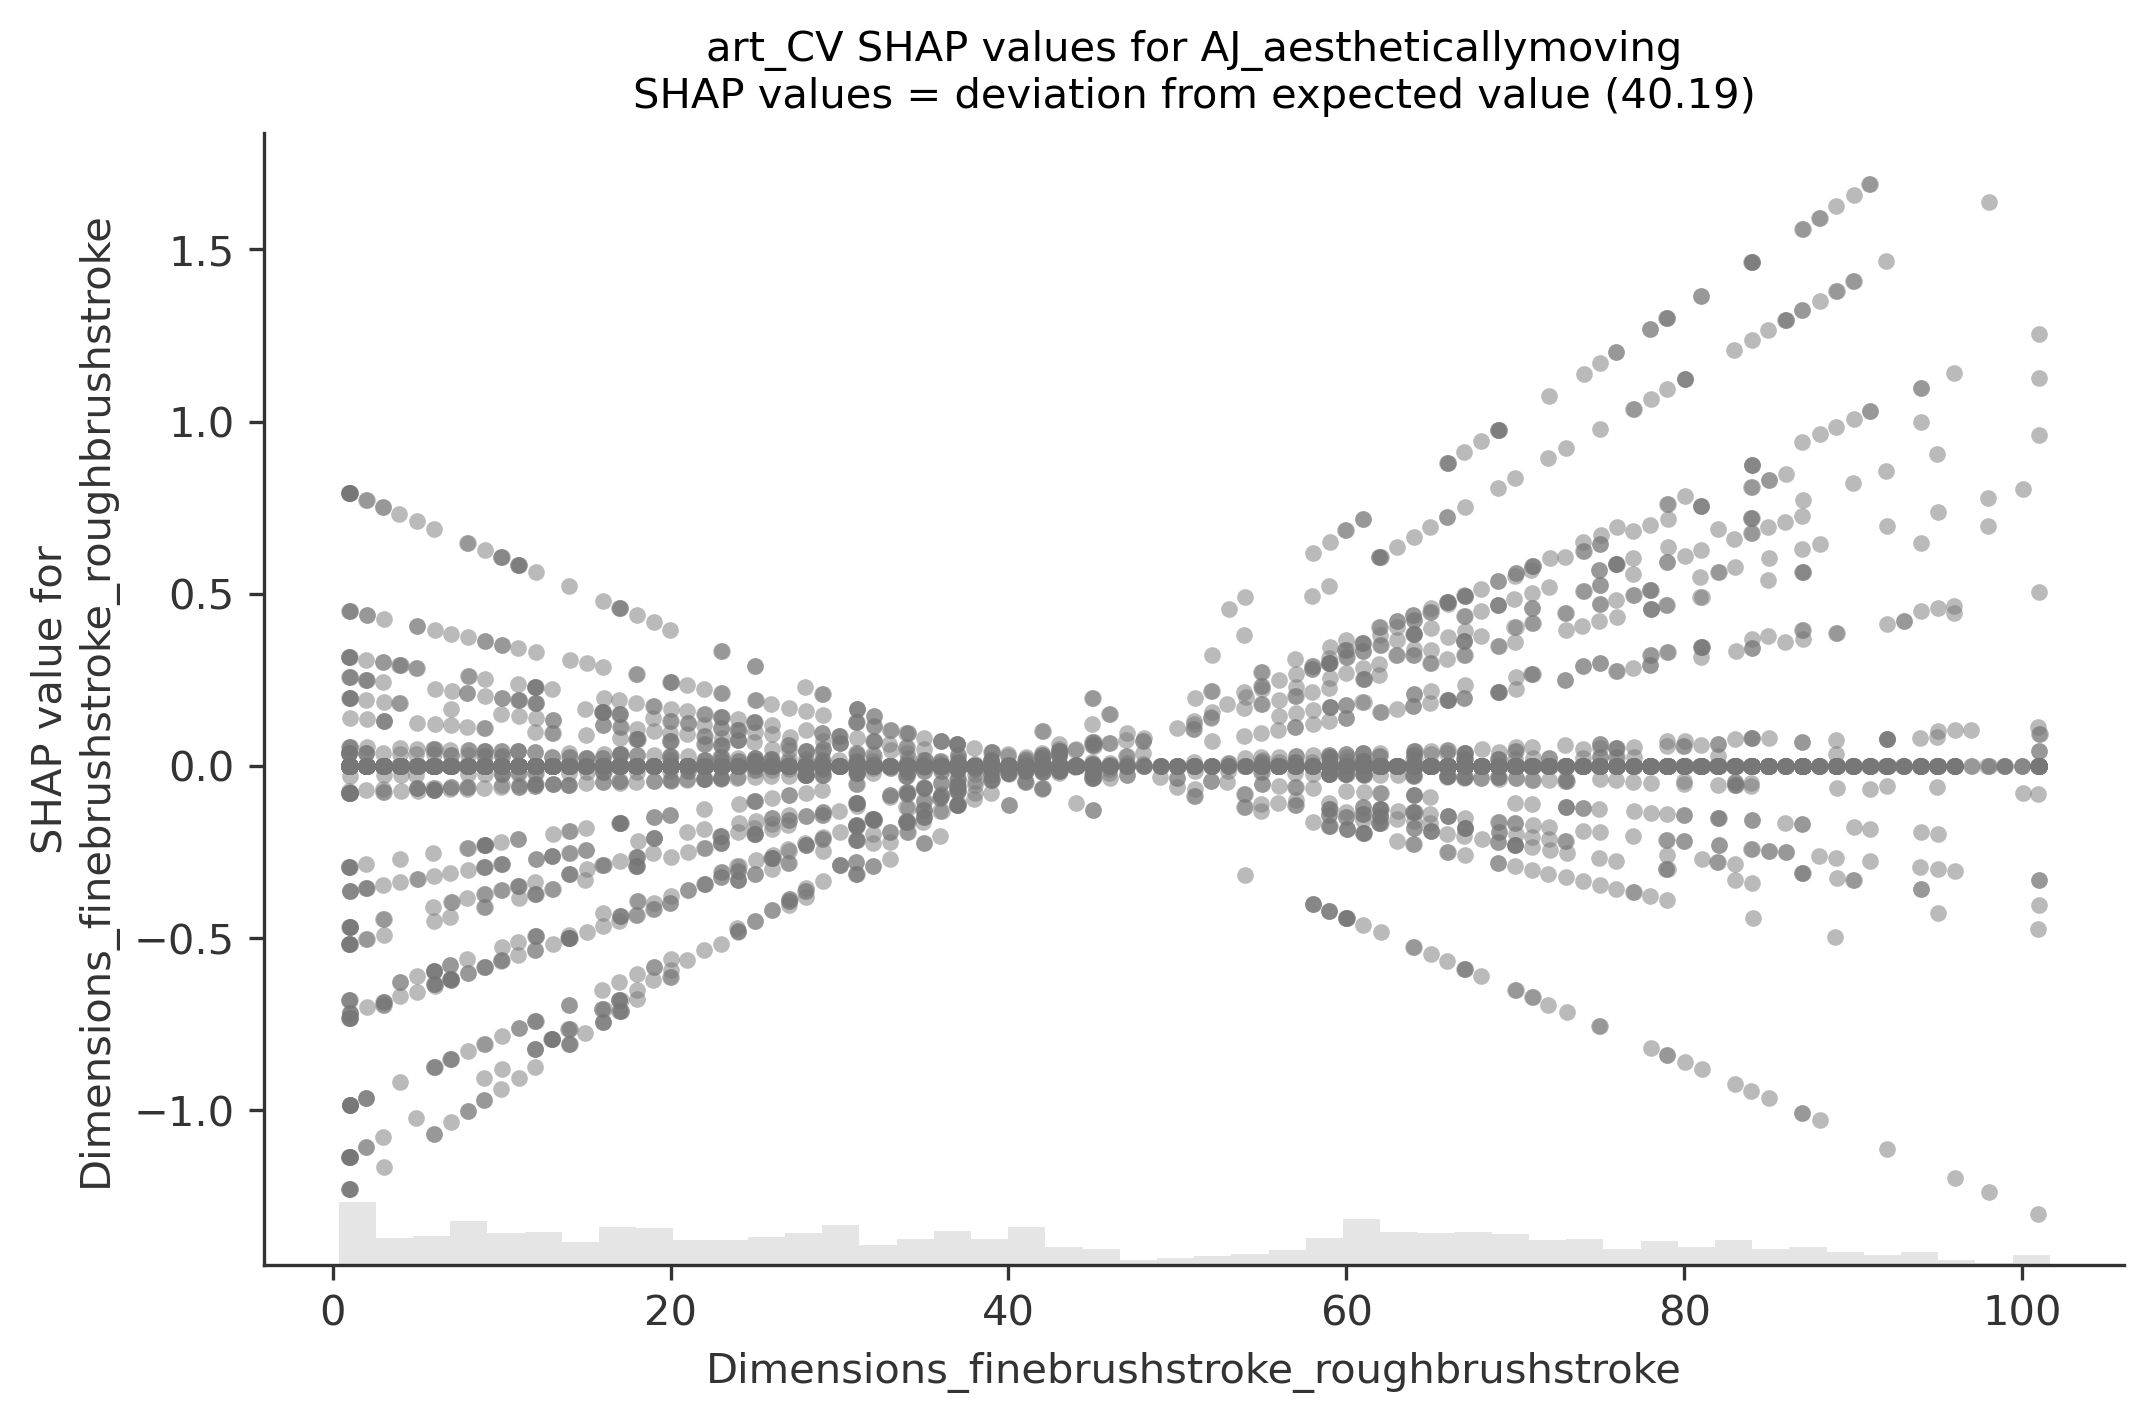 art_CV SHAP values for AJ_aestheticallymoving
SHAP values = deviation from expected value (40.19)
SHAP value for
Dimensions_finebrushstroke_roughbrushstroke
1.5
1.0
0.5
0.0
−0.5
−1.0
0
20
40
60
80
100
Dimensions_finebrushstroke_roughbrushstroke